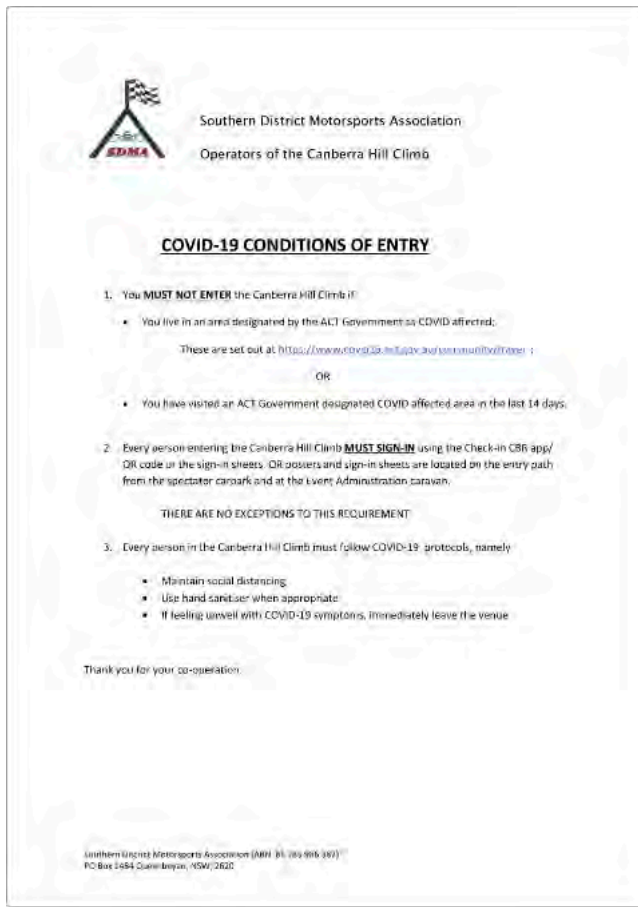 SDMA
Southern District Motorsports Association
Operators of the Canberra Hill Climb
COVID-19 CONDITIONS OF ENTRY
1. You MUST NOT ENTER the Canberra Hill Climb if
• You live in an area designated by the ACT Government as COVID affected;
These are set out at
OR
• You have visited an ACT Government designated COVID affected area in the last 14 days.
2 Every person entering the Canberra Hill Climb MUST SIGN-IN using the Check-in CBR app/
QR code or the sign-in sheets. QR posters and sign-in sheets are located on the entry path
from the spectator carpark and at the Event Administration caravan.
THERE ARE NO EXCEPTIONS TO THIS REQUIREMENT
3. Every person in the Canberra Hill Climb must follow COVID-19 protocols, namely
• Maintain social distancing
• Use hand sanitiser when appropriate
• If feeling unwell with COVID-19 symptoms, immediately leave the venue
Thank you for your co-operation.
Southern District Motorsports Association (ABN
PO Box 1484 Queanbeyan, NSW, 2620